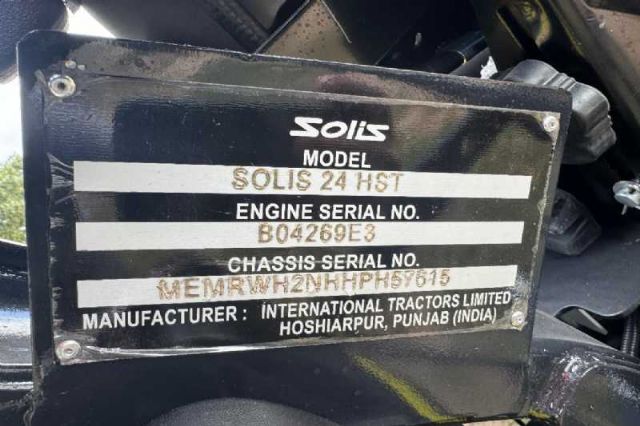 Solis
MODEL
SOLIS 24 HST
ENGINE SERIAL NO.
B04269E3
CHASSIS SERIAL NO.
MEMRWH2NHHPH57615
MANUFACTURER : INTERNATIONAL TRACTORS LIMITED
HOSHIARPUR, PUNJAB (INDIA)